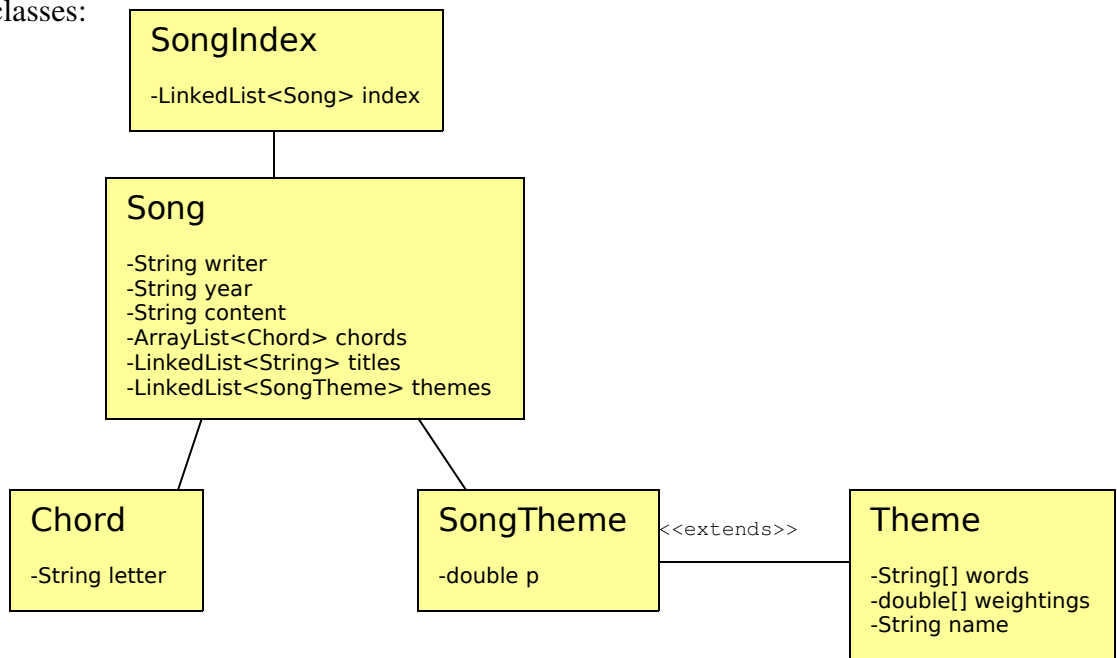 classes:
SongIndex
-LinkedList<Song> index
Song
-String writer
-String year
-String content
-ArrayList<Chord> chords
-LinkedList<String> titles
-LinkedList<SongTheme> themes
Chord
-String letter
SongTheme
-double p
<<extends>>
Theme
-String[] words
-double[] weightings
-String name